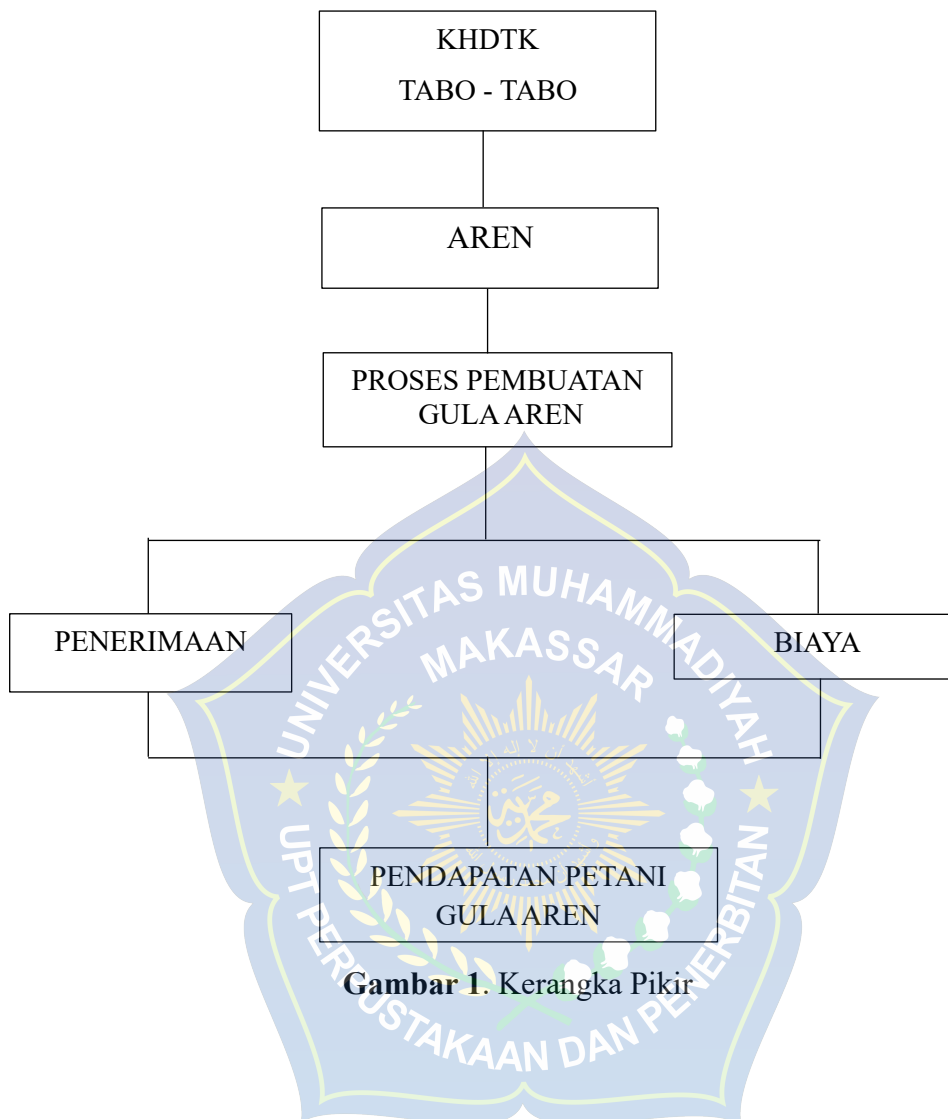 KHDTK
TABO - TABO
AREN
PROSES PEMBUATAN
GULA AREN
PENERIMAAN
BIAYA
PENDAPATAN PETANI
GULA AREN
Gambar 1. Kerangka Pikir
UNIVERSITAS MUHAMMADIYAH
MAKASSAR
UPT PERPUSTAKAAN DAN PENERBITAN
محمد